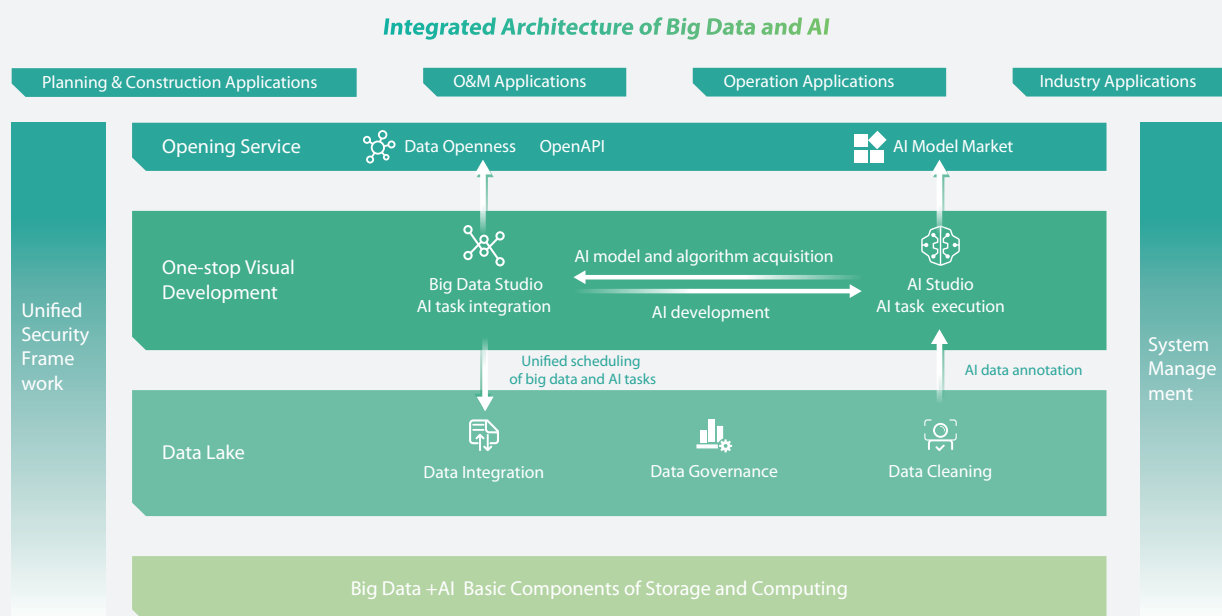 Integrated Architecture of Big Data and AI
Planning & Construction Applications
O&M Applications
Operation Applications
Industry Applications
Opening Service
Data Openness
OpenAPI
AI Model Market
One-stop Visual
Development
Big Data Studio
AI task integration
AI model and algorithm acquisition
AI development
AI Studio
AI task execution
Unified
Security
Frame
work
System
Manage
ment
Unified scheduling
of big data and AI tasks
AI data annotation
Data Lake
Data Integration
Data Governance
Data Cleaning
Big Data +AI Basic Components of Storage and Computing